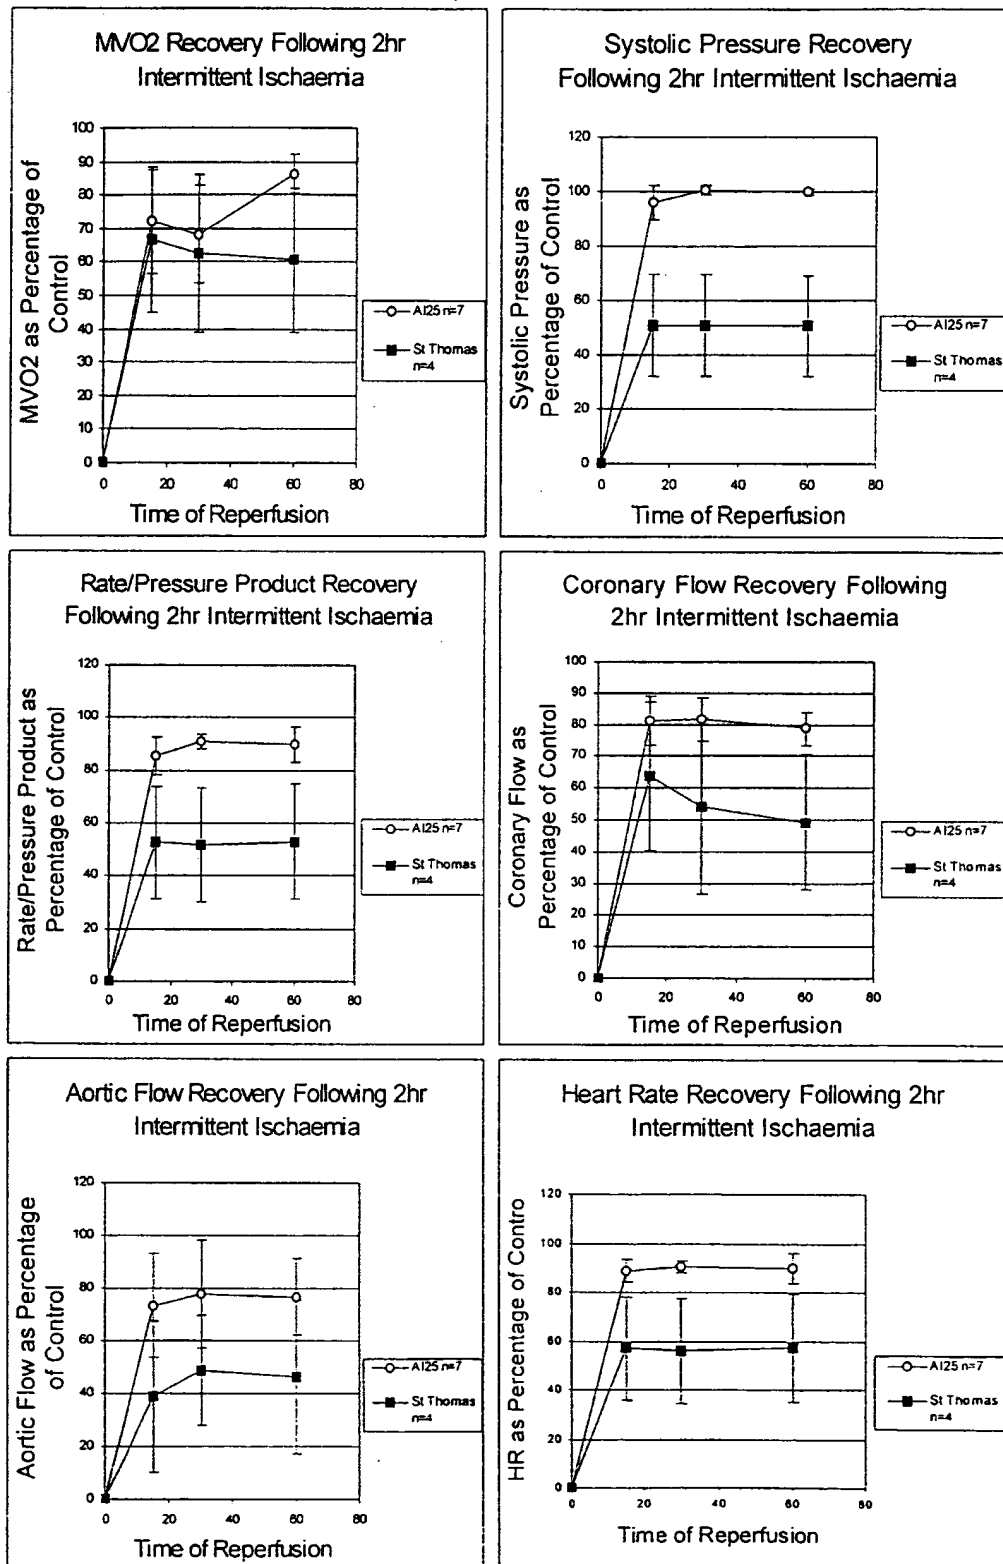 MVO2 Recovery Following 2hr
Intermittent Ischaemia
MVO2 as Percentage of
Control
100
90
80
70
60
50
40
30
20
10
0
0 20 40 60 80
Time of Reperfusion
AI25 n=7
St Thomas
n=4
Systolic Pressure Recovery
Following 2hr Intermittent Ischaemia
Systolic Pressure as
Percentage of Control
120
100
80
60
40
20
0
0 20 40 60 80
Time of Reperfusion
AI25 n=7
St Thomas
n=4
Rate/Pressure Product Recovery
Following 2hr Intermittent Ischaemia
Rate/Pressure Product as
Percentage of Control
120
100
80
60
40
20
0
0 20 40 60 80
Time of Reperfusion
AI25 n=7
St Thomas
n=4
Coronary Flow Recovery Following
2hr Intermittent Ischaemia
Coronary Flow as
Percentage of Control
100
90
80
70
60
50
40
30
20
10
0
0 20 40 60 80
Time of Reperfusion
AI25 n=7
St Thomas
n=4
Aortic Flow Recovery Following 2hr
Intermittent Ischaemia
Aortic Flow as Percentage
of Control
120
100
80
60
40
20
0
0 20 40 60 80
Time of Reperfusion
AI25 n=7
St Thomas
n=4
Heart Rate Recovery Following 2hr
Intermittent Ischaemia
HR as Percentage of Contro
120
100
80
60
40
20
0
0 20 40 60 80
Time of Reperfusion
AI25 n=7
St Thomas
n=4